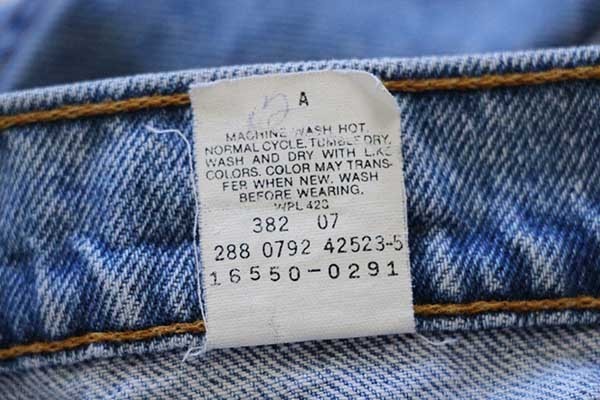 A
MACHINE WASH HOT,
NORMAL CYCLE. TUMBLE DRY.
WASH AND DRY WITH LIKE
COLORS. COLOR MAY TRANS-
FER WHEN NEW. WASH
BEFORE WEARING.
WPL 423
382 07
288 0792 42523-5
16550-0291